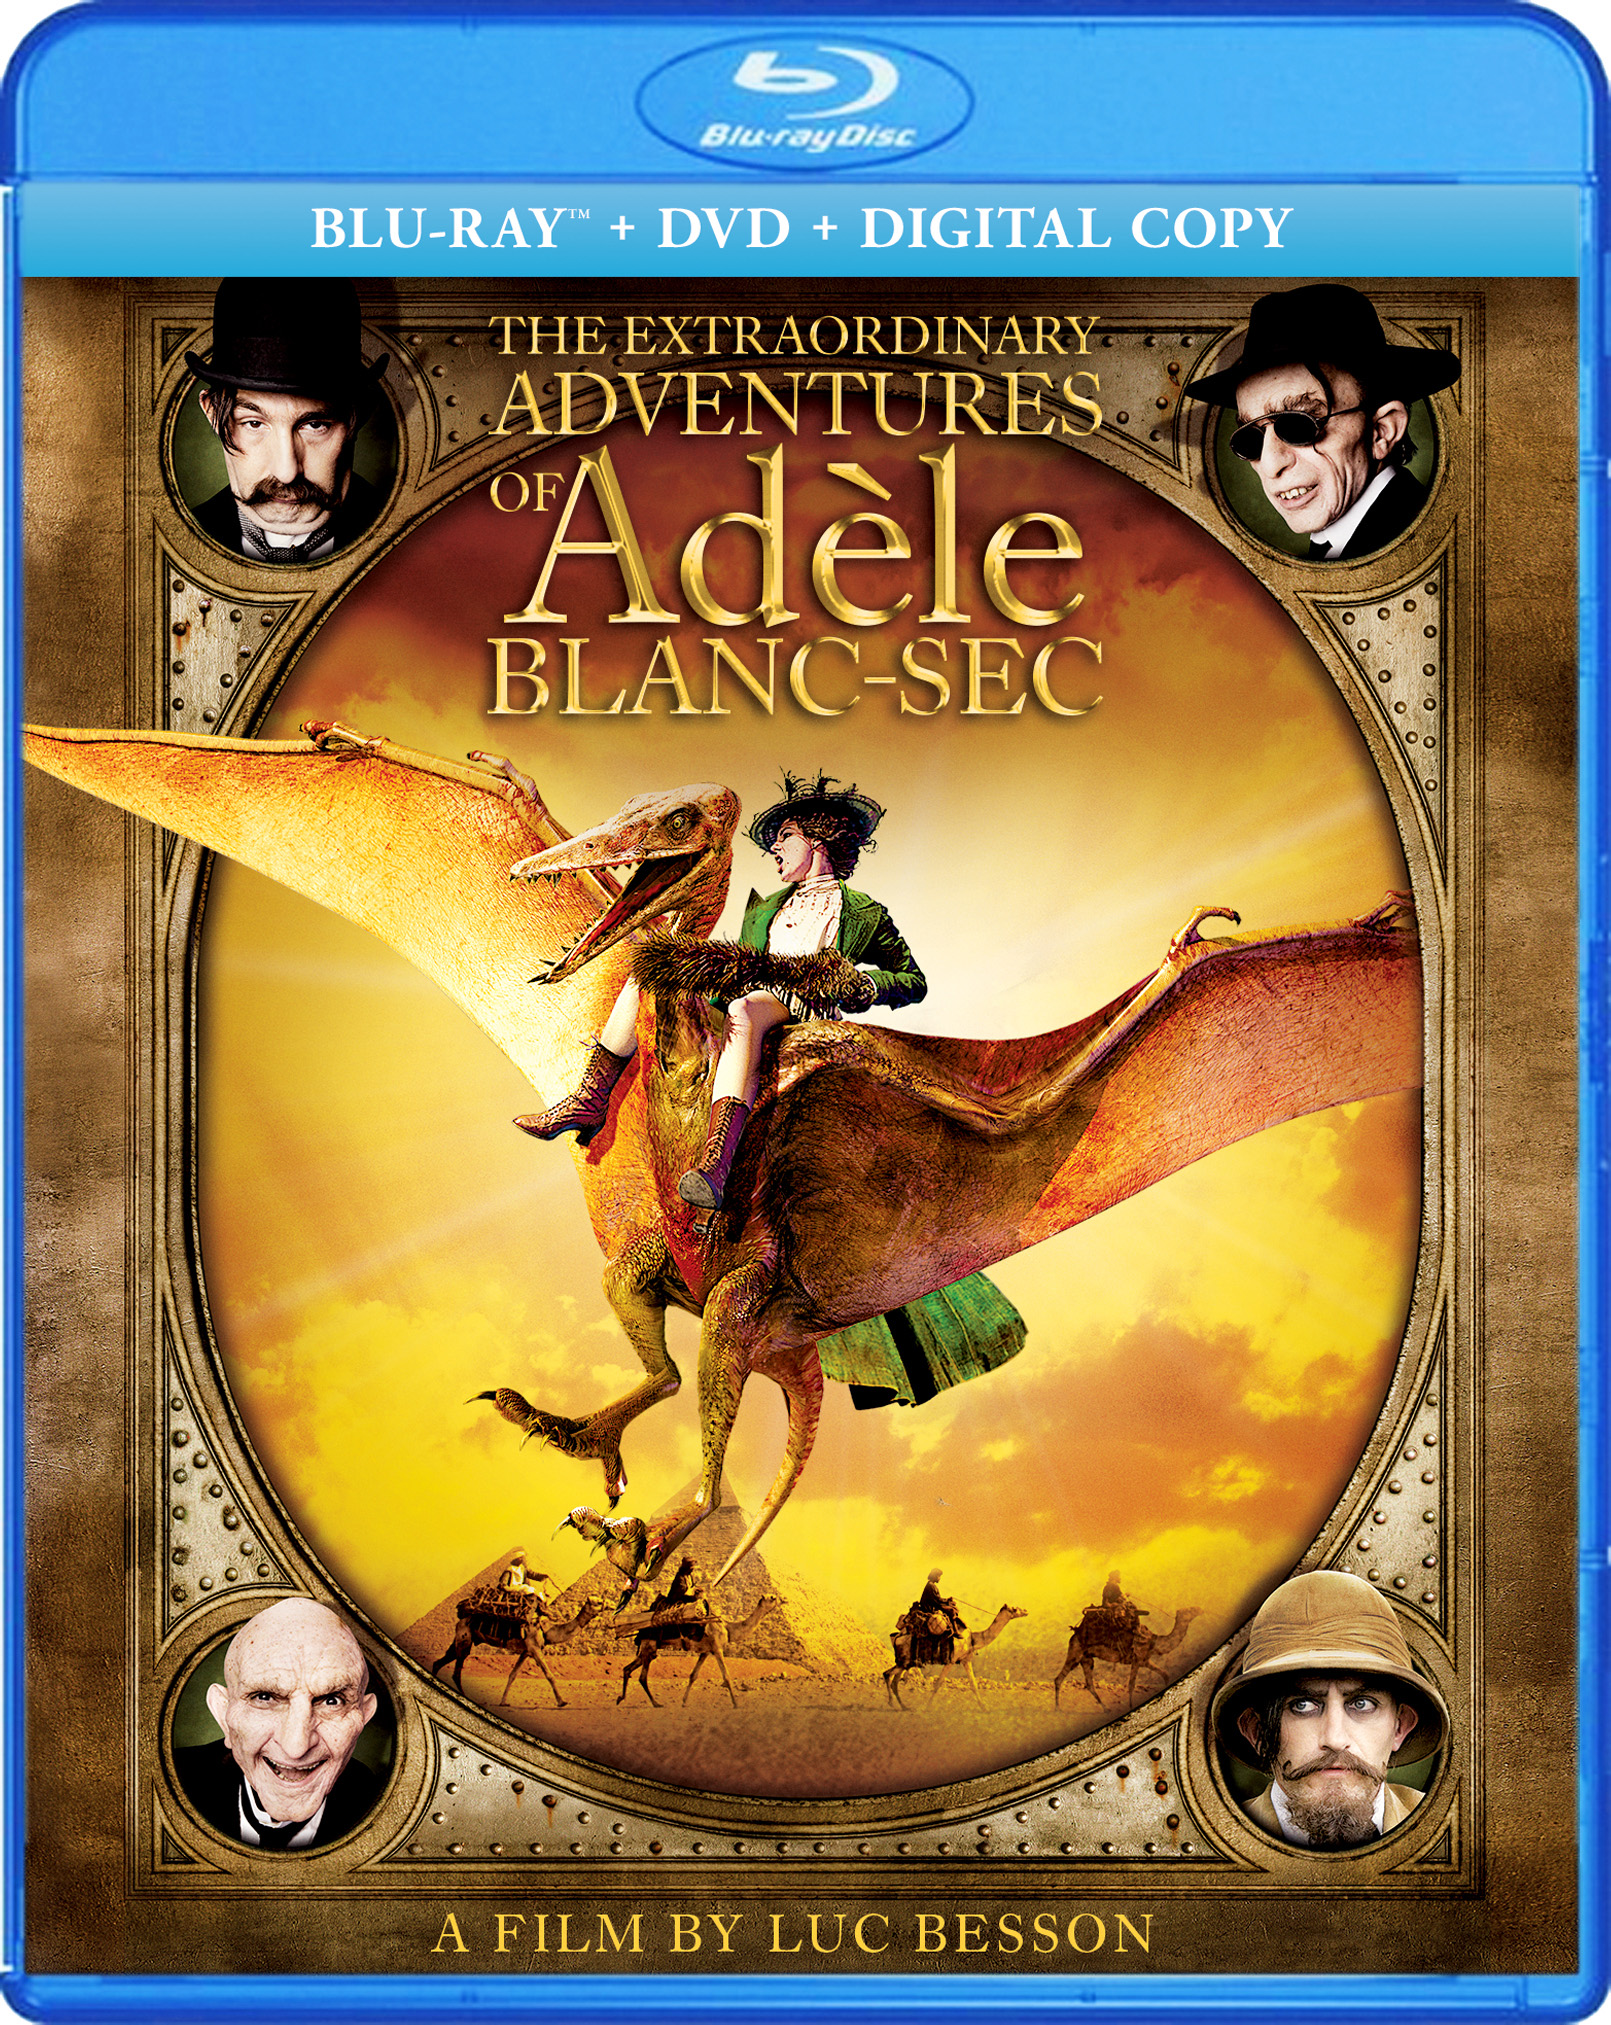 Blu-ray Disc
BLU-RAY™ + DVD + DIGITAL COPY
THE EXTRAORDINARY
ADVENTURES
OF Adèle
BLANC-SEC
A FILM BY LUC BESSON